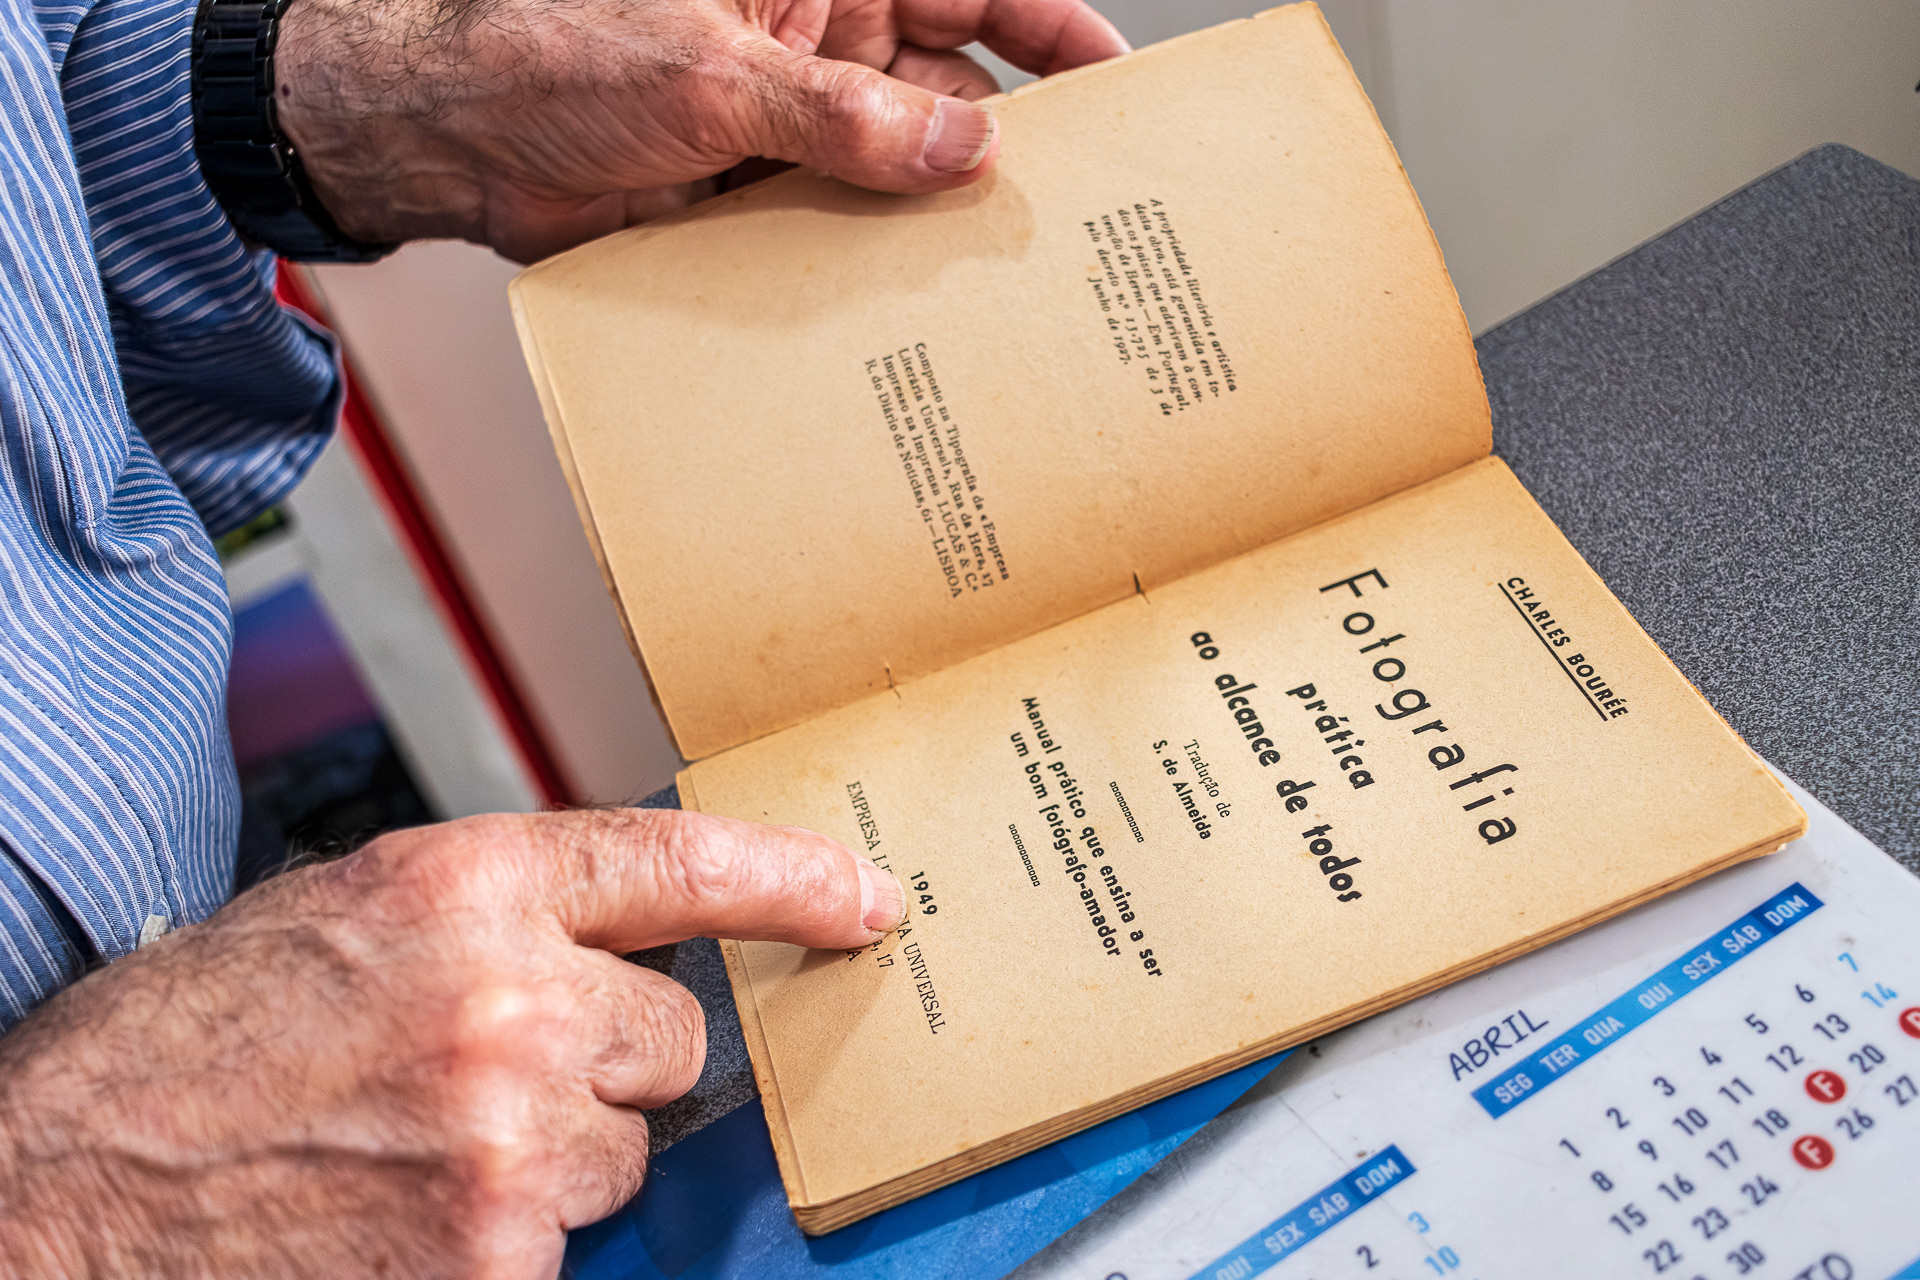 A propriedade literária e artística
desta obra, está garantida em to-
dos os países que aderiram à con-
venção de Berne. — Em Portugal,
pelo decreto n.º 13.725 de 3 de
Junho de 1927.
Composto na Tipografia da «Empresa
Literária Universal», Rua da Hera, 17
Impresso na Imprensa LUCAS & C.ª
R. do Diário de Notícias, 61—LISBOA
CHARLES BOURÉE
Fotografia
prática
ao alcance de todos
Tradução de
S. de Almeida
Manual prático que ensina a ser
um bom fotógrafo-amador
1949
EMPRESA UNIVERSAL
17
ABRIL
SEG TER QUA QUI SEX SÁB DOM
1 2 3 4 5 6 7
8 9 10 11 12 13 14
15 16 17 18 F 20
22 23 24 F 26 27
30
QUI SEX SÁB DOM
2 3
10